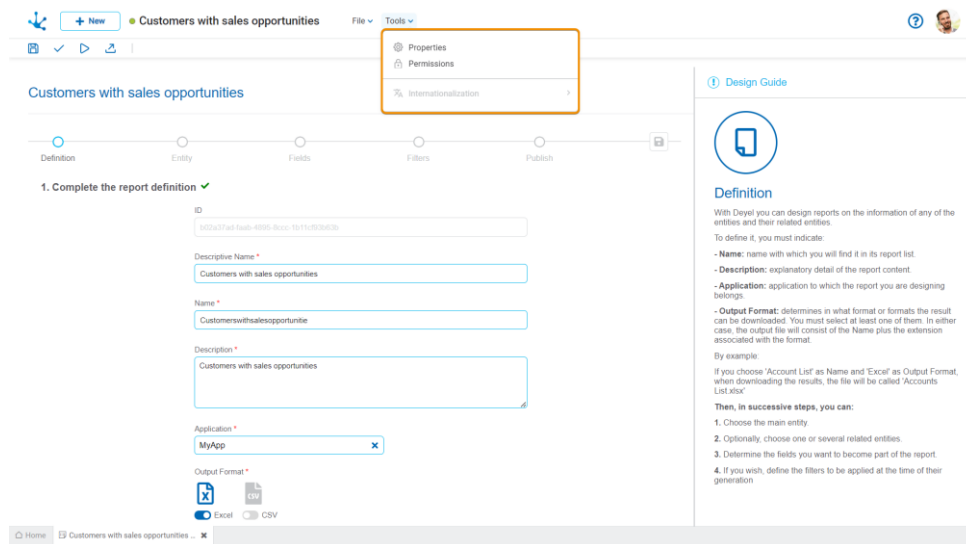 + New
Customers with sales opportunities
File
Tools
Properties
Permissions
Internationalization
Customers with sales opportunities
Definition
Entity
Fields
Filters
Publish
1. Complete the report definition
ID
Descriptive Name *
Customers with sales opportunities
Name *
Customerswithsalesopportunitie
Description *
Customers with sales opportunities
Application *
MyApp
Output Format *
X
CSV
Excel
CSV
Design Guide
Definition
With Deyel you can design reports on the information of any of the
entities and their related entities.
To define it, you must indicate:
- Name: name with which you will find it in its report list.
- Description: explanatory detail of the report content.
- Application: application to which the report you are designing
belongs.
- Output Format: determines in what format or formats the result
can be downloaded. You must select at least one of them. In either
case, the output file will consist of the Name plus the extension
associated with the format.
By example:
If you choose 'Account List' as Name and 'Excel' as Output Format,
when downloading the results, the file will be called 'Accounts
List.xlsx'
Then, in successive steps, you can:
1. Choose the main entity.
2. Optionally, choose one or several related entities.
3. Determine the fields you want to become part of the report.
4. If you wish, define the filters to be applied at the time of their
generation
Home
Customers with sales opportunities ...